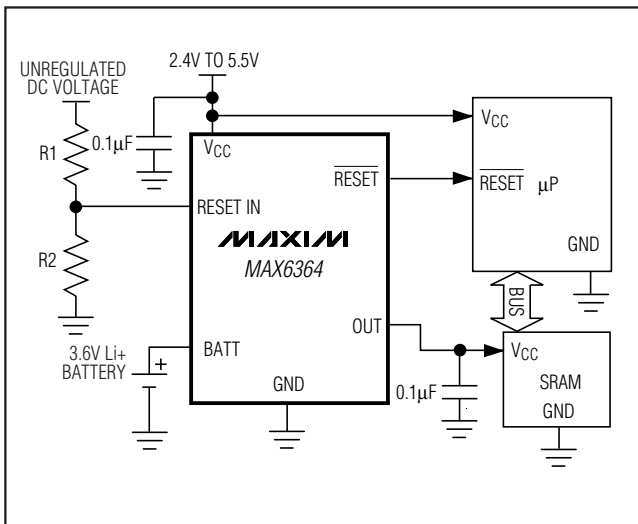 2.4V TO 5.5V
UNREGULATED
DC VOLTAGE
R1
0.1μF
VCC
RESET
RESET IN
MAXIM
MAX6364
R2
OUT
3.6V Li+
BATTERY
+
BATT
GND
VCC
RESET μP
GND
BUS
0.1μF
VCC
SRAM
GND